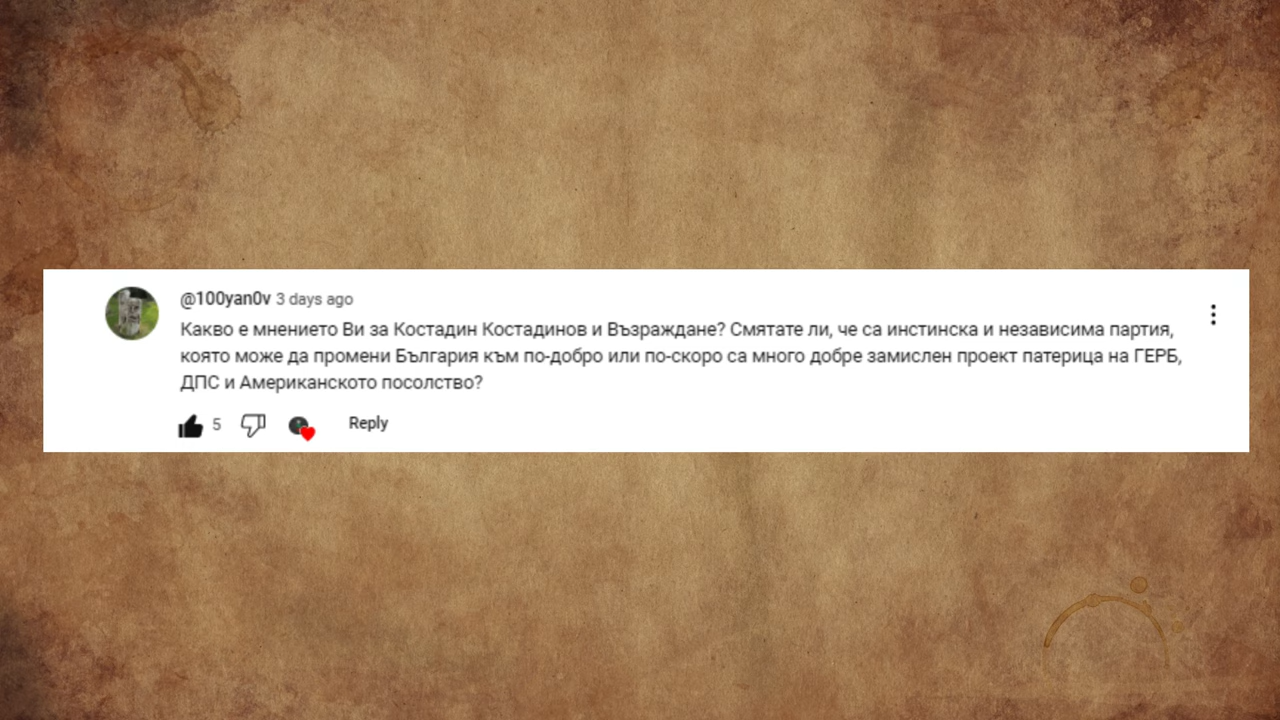 @100yan0v 3 days ago
Какво е мнението Ви за Костадин Костадинов и Възраждане? Смятате ли, че са инстинска и независима партия,
която може да промени България към по-добро или по-скоро са много добре замислен проект патерица на ГЕРБ,
ДПС и Американското посолство?
5 Reply